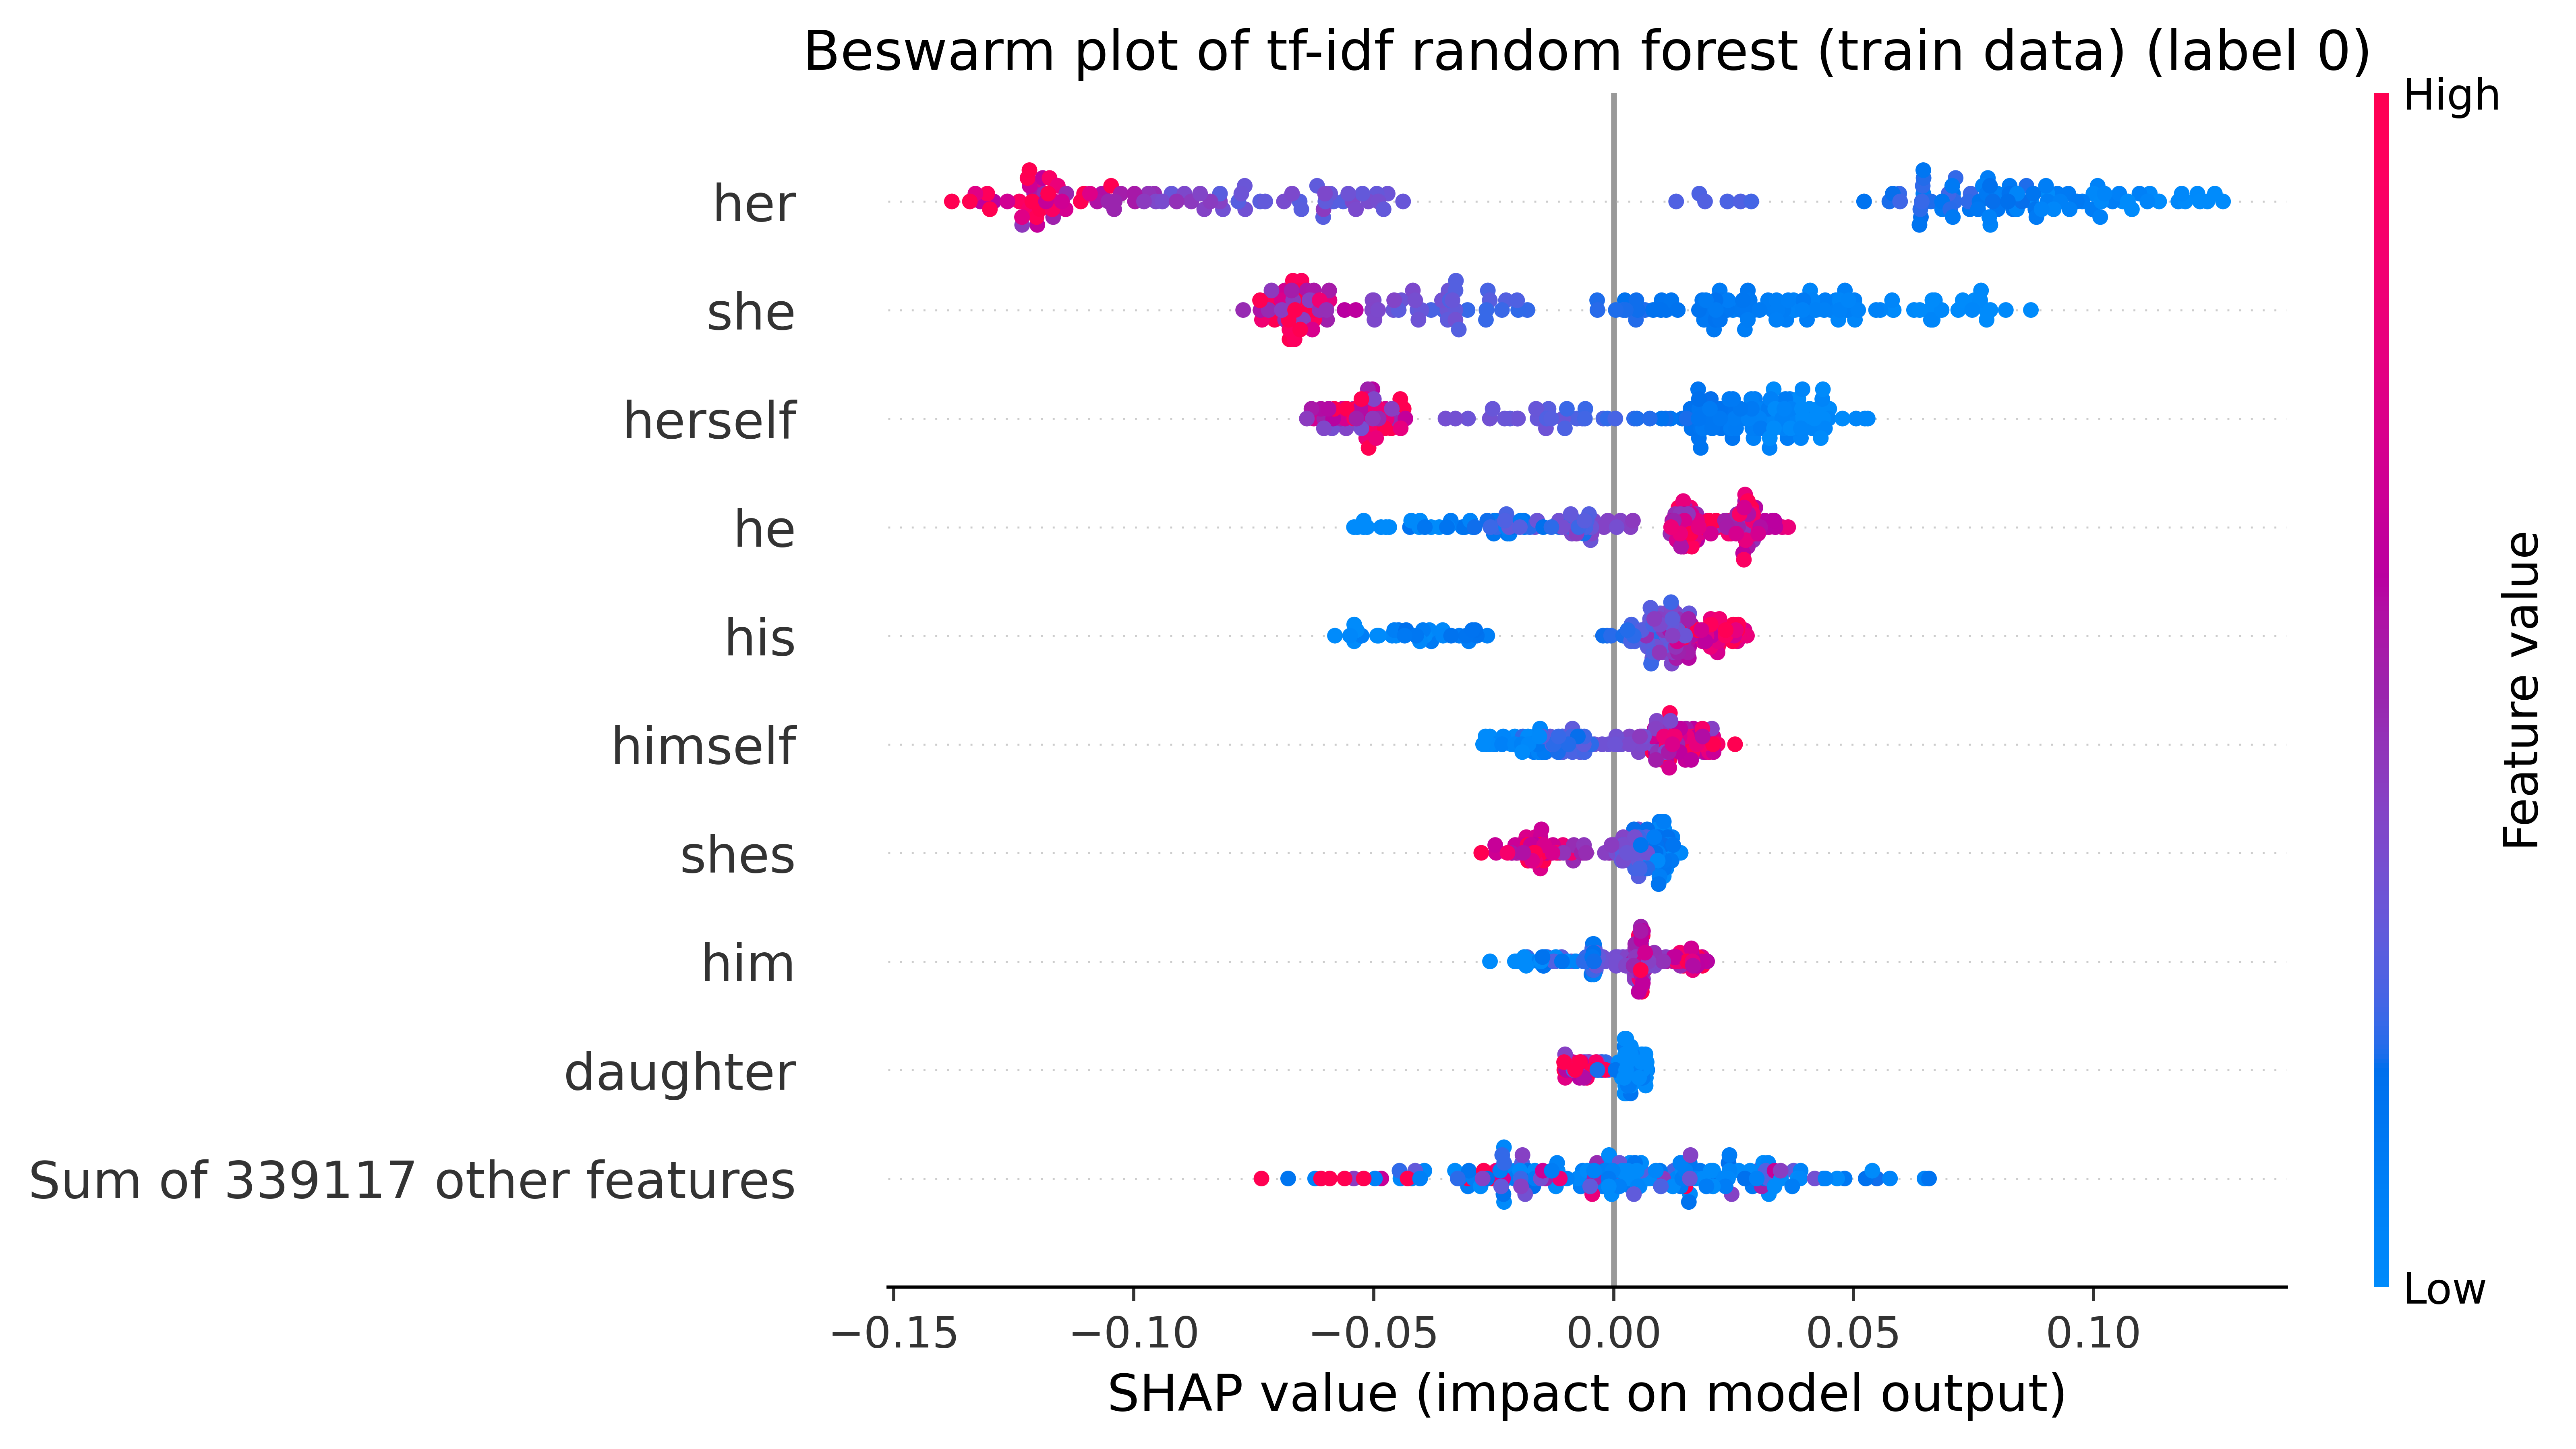 Beswarm plot of tf-idf random forest (train data) (label 0)
High
her
she
herself
he
his
himself
shes
him
daughter
Sum of 339117 other features
Feature value
Low
−0.15 −0.10 −0.05 0.00 0.05 0.10
SHAP value (impact on model output)